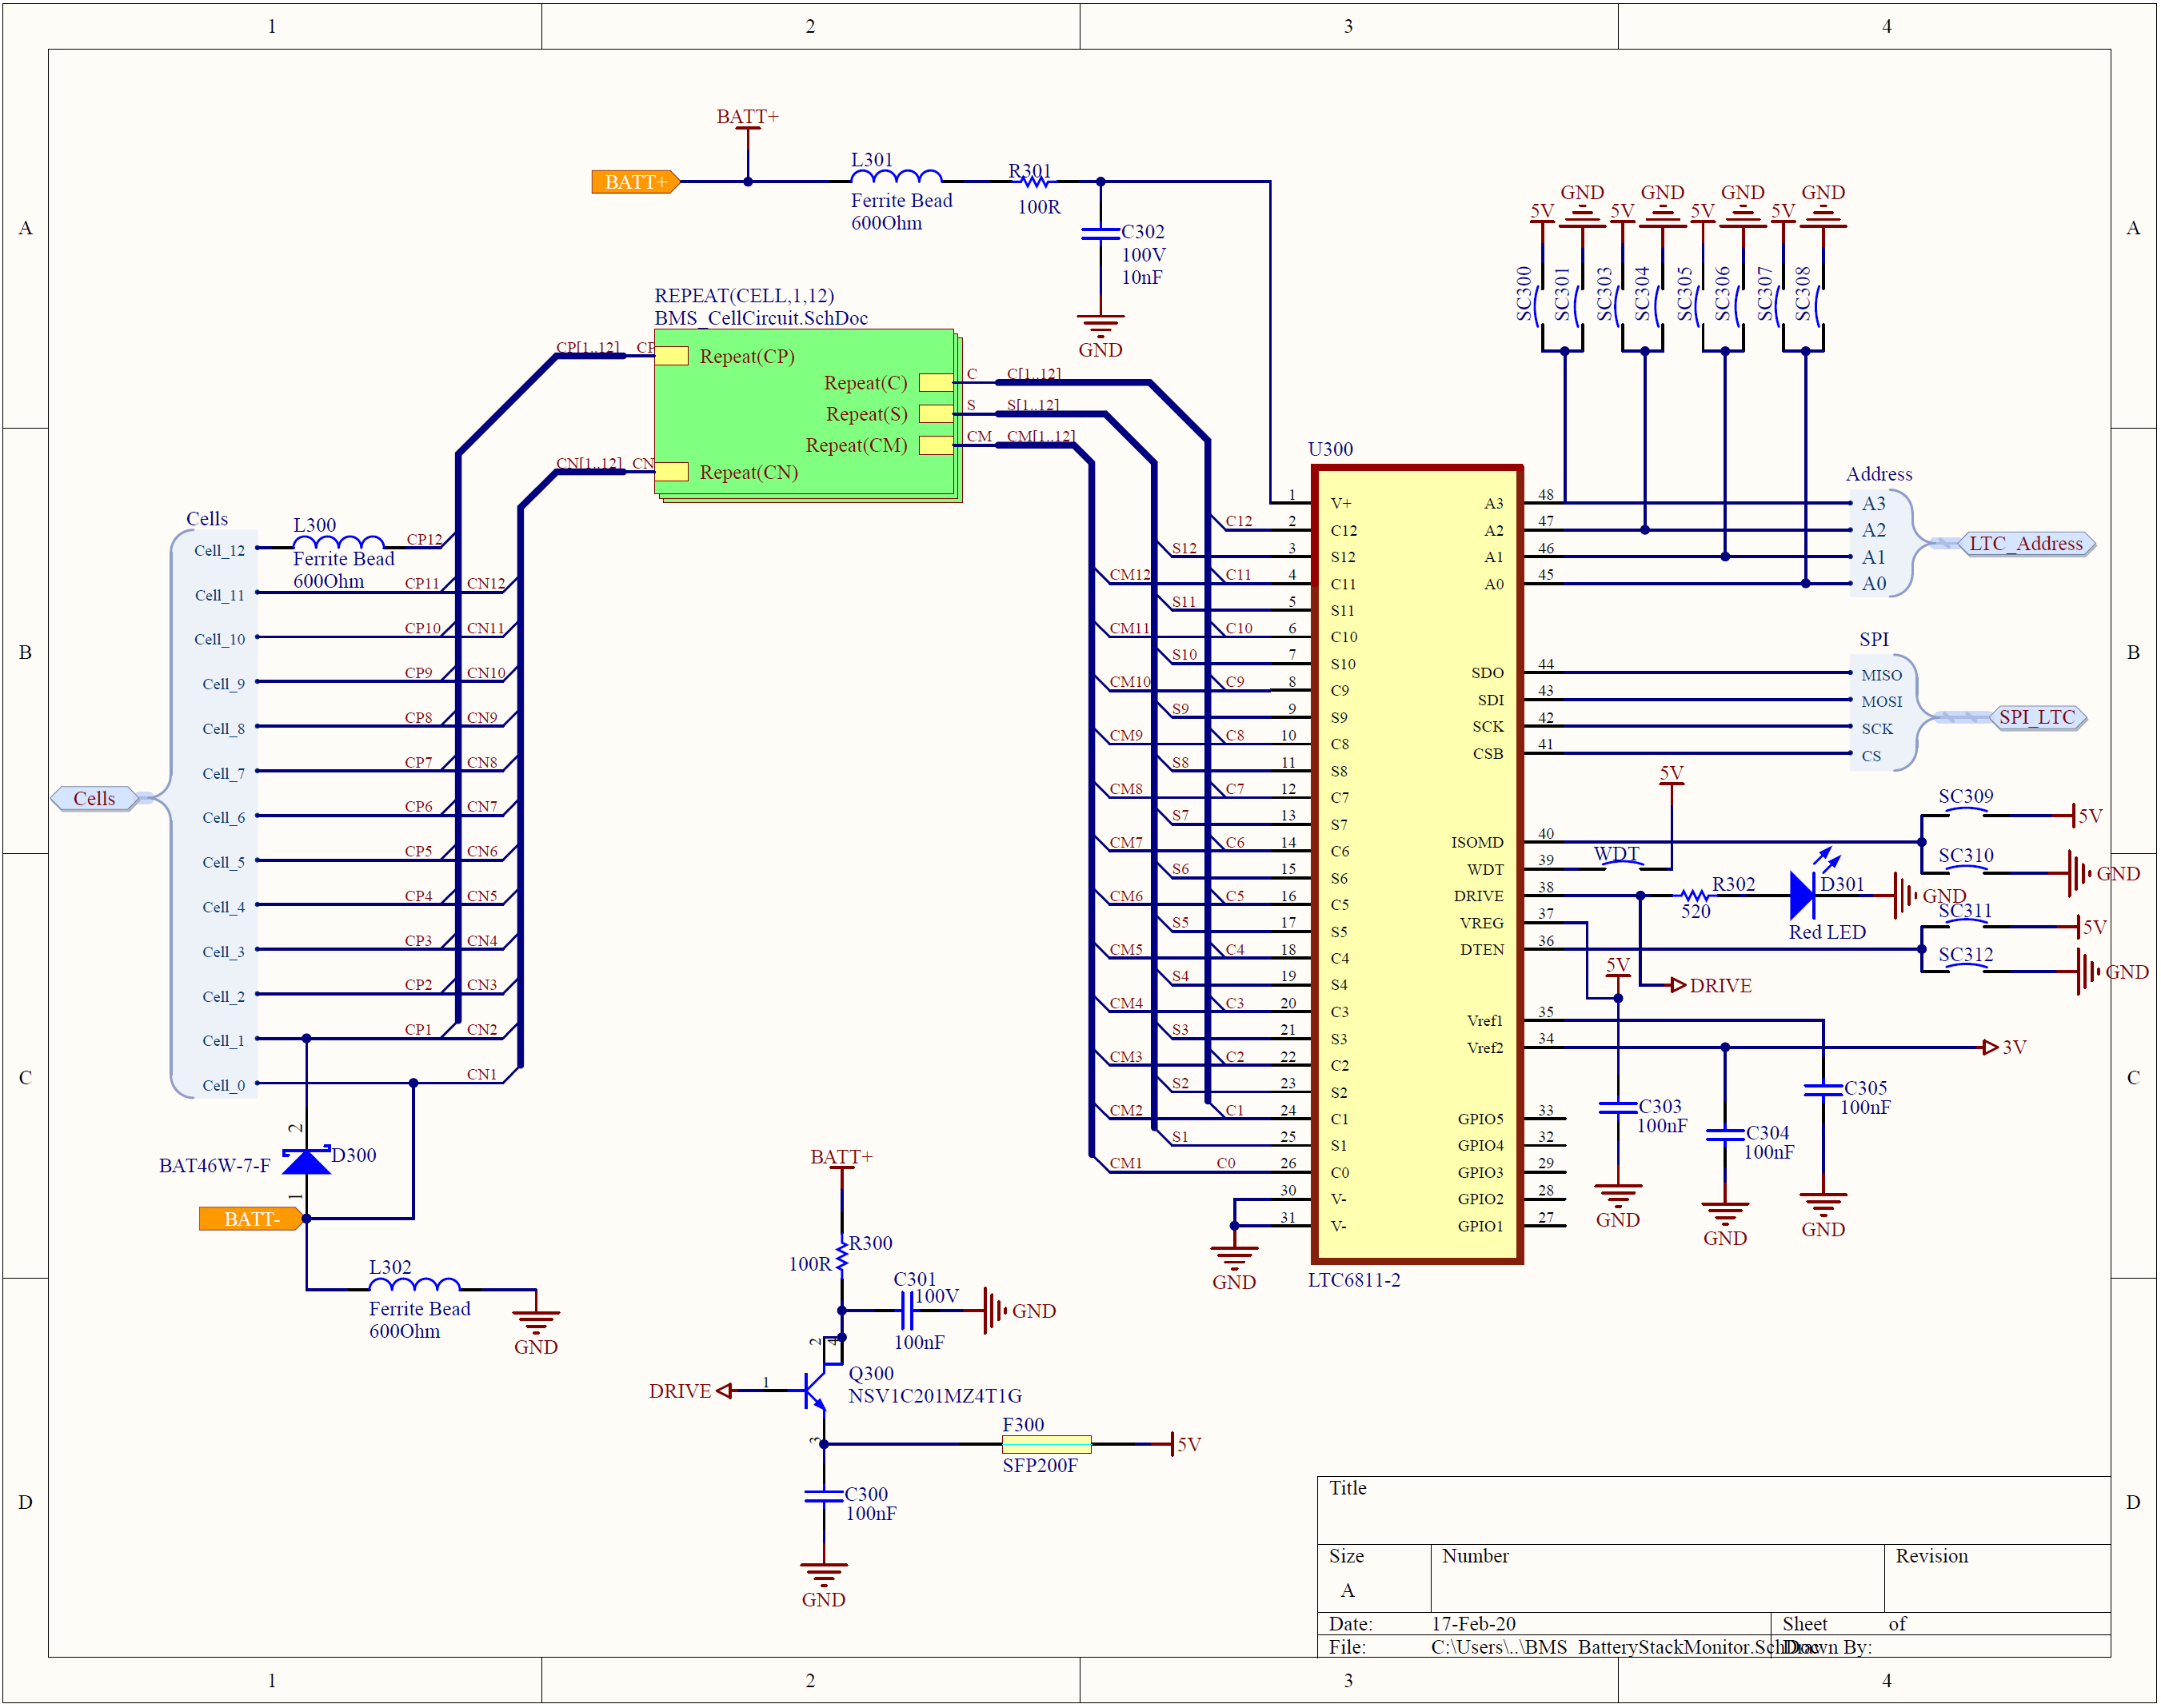 1 2 3 4
A A
B B
C C
D D
1 2 3 4
BATT+
BATT+
L301
Ferrite Bead
600Ohm
R301
100R
C302
100V
10nF
GND
REPEAT(CELL,1,12)
BMS_CellCircuit.SchDoc
CP[1..12] CP Repeat(CP)
Repeat(C) C C[1..12]
Repeat(S) S S[1..12]
Repeat(CM) CM CM[1..12]
CN[1..12] CN Repeat(CN)
Cells
Cells
L300
Ferrite Bead
600Ohm
Cell_12 CP12
Cell_11 CP11 CN12
Cell_10 CP10 CN11
Cell_9 CP9 CN10
Cell_8 CP8 CN9
Cell_7 CP7 CN8
Cell_6 CP6 CN7
Cell_5 CP5 CN6
Cell_4 CP4 CN5
Cell_3 CP3 CN4
Cell_2 CP2 CN3
Cell_1 CP1 CN2
Cell_0 CN1
2
BAT46W-7-F D300
1
BATT-
L302
Ferrite Bead
600Ohm
GND
BATT+
R300
100R
C301
100V
100nF
GND
2 4
DRIVE 1
Q300
NSV1C201MZ4T1G
3
F300
SFP200F
5V
C300
100nF
GND
U300
1 V+
C12 2 C12
S12 3 S12
CM12 C11 4 C11
S11 5 S11
CM11 C10 6 C10
S10 7 S10
CM10 C9 8 C9
S9 9 S9
CM9 C8 10 C8
S8 11 S8
CM8 C7 12 C7
S7 13 S7
CM7 C6 14 C6
S6 15 S6
CM6 C5 16 C5
S5 17 S5
CM5 C4 18 C4
S4 19 S4
CM4 C3 20 C3
S3 21 S3
CM3 C2 22 C2
S2 23 S2
CM2 C1 24 C1
S1 25 S1
CM1 C0 26 C0
30 V-
31 V-
GND
LTC6811-2
A3 48
A2 47
A1 46
A0 45
SDO 44
SDI 43
SCK 42
CSB 41
ISOMD 40
WDT 39
DRIVE 38
VREG 37
DTEN 36
Vref1 35
Vref2 34
GPIO5 33
GPIO4 32
GPIO3 29
GPIO2 28
GPIO1 27
5V GND 5V GND 5V GND 5V GND
SC300 SC301 SC303 SC304 SC305 SC306 SC307 SC308
Address
A3
A2
A1
A0
LTC_Address
SPI
MISO
MOSI
SCK
CS
SPI_LTC
5V
WDT
SC309
5V
SC310
GND
R302
520
D301
Red LED
GND
SC311
5V
SC312
GND
DRIVE
5V
3V
C303
100nF
GND
C304
100nF
GND
C305
100nF
GND
Title
Size
A
Number
Revision
Date: 17-Feb-20 Sheet of
File: C:\Users\..\BMS_BatteryStackMonitor.SchDoc Drawn By: